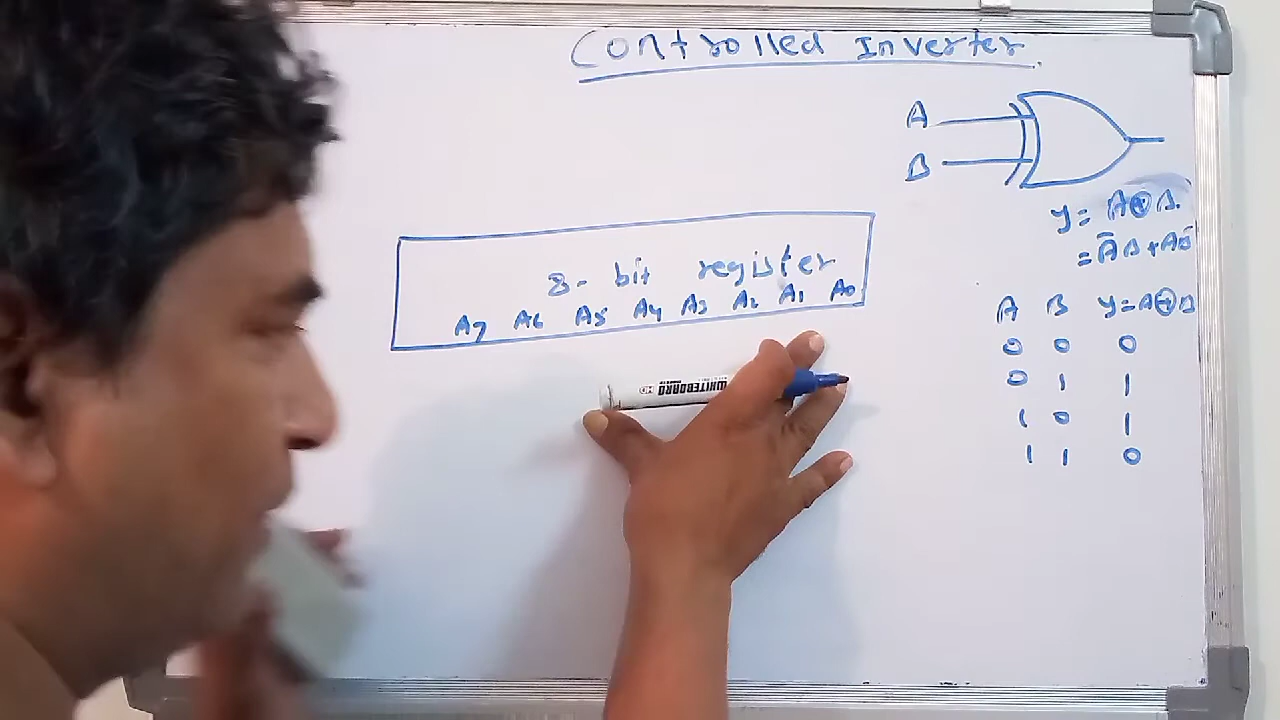 Controlled Inverter
A
B
y = A⊕B.
= A̅B+AB̅
8- bit register
A7 A6 A5 A4 A3 A2 A1 A0
A B y=A⊕B
0 0 0
0 1 1
1 0 1
1 1 0
WHITEBOARD